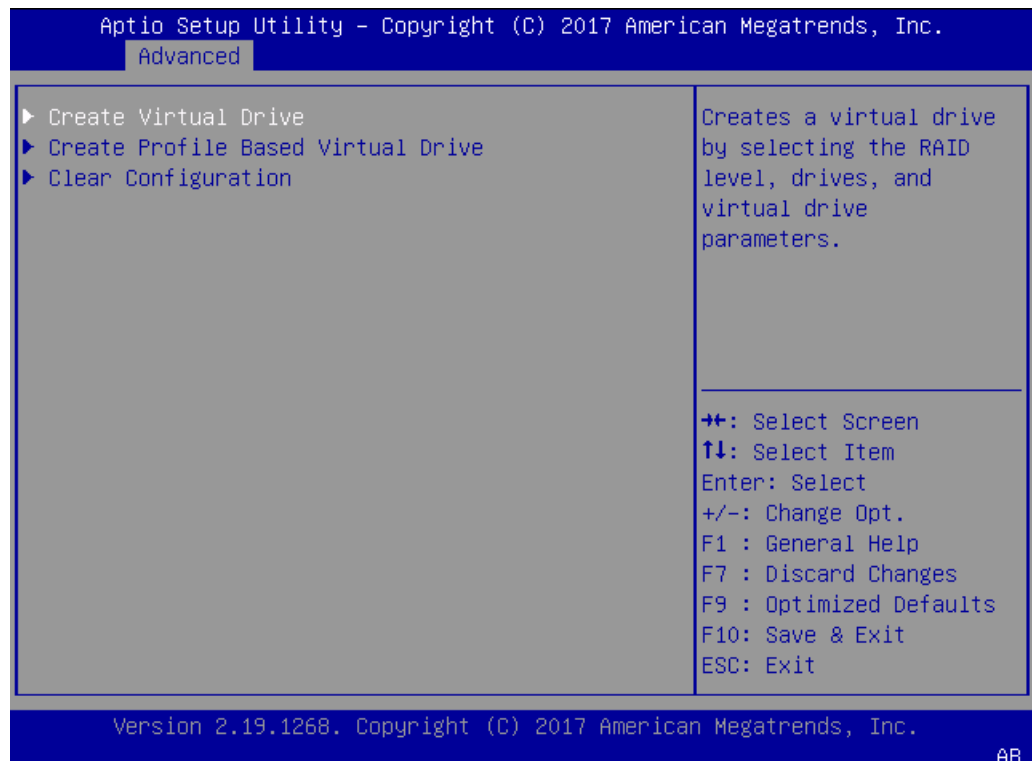 Aptio Setup Utility – Copyright (C) 2017 American Megatrends, Inc.
Advanced
▶ Create Virtual Drive
▶ Create Profile Based Virtual Drive
▶ Clear Configuration
Creates a virtual drive
by selecting the RAID
level, drives, and
virtual drive
parameters.
→←: Select Screen
↑↓: Select Item
Enter: Select
+/-: Change Opt.
F1 : General Help
F7 : Discard Changes
F9 : Optimized Defaults
F10: Save & Exit
ESC: Exit
Version 2.19.1268. Copyright (C) 2017 American Megatrends, Inc.
AB